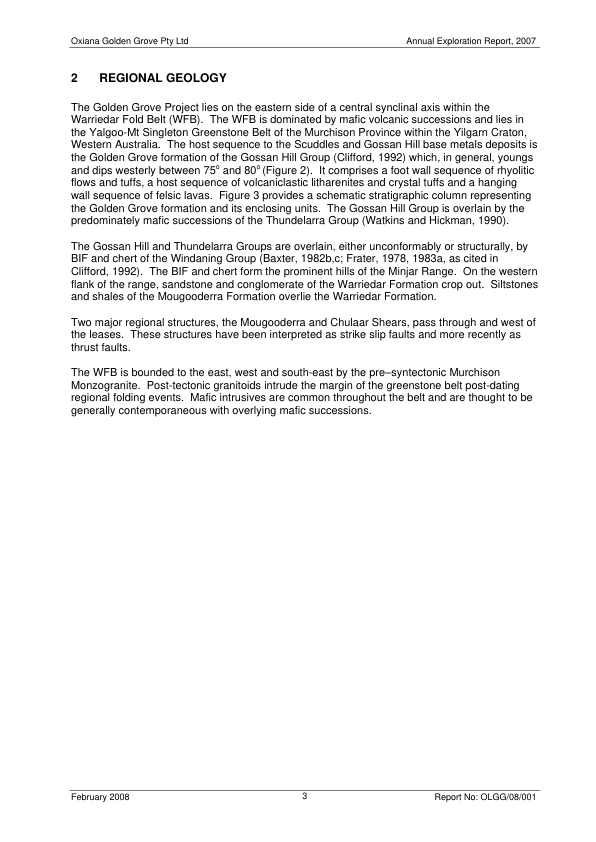 Oxiana Golden Grove Pty Ltd Annual Exploration Report, 2007
2 REGIONAL GEOLOGY
The Golden Grove Project lies on the eastern side of a central synclinal axis within the
Warriedar Fold Belt (WFB). The WFB is dominated by mafic volcanic successions and lies in
the Yalgoo-Mt Singleton Greenstone Belt of the Murchison Province within the Yilgarn Craton,
Western Australia. The host sequence to the Scuddles and Gossan Hill base metals deposits is
the Golden Grove formation of the Gossan Hill Group (Clifford, 1992) which, in general, youngs
and dips westerly between 75° and 80° (Figure 2). It comprises a foot wall sequence of rhyolitic
flows and tuffs, a host sequence of volcaniclastic litharenites and crystal tuffs and a hanging
wall sequence of felsic lavas. Figure 3 provides a schematic stratigraphic column representing
the Golden Grove formation and its enclosing units. The Gossan Hill Group is overlain by the
predominately mafic successions of the Thundelarra Group (Watkins and Hickman, 1990).
The Gossan Hill and Thundelarra Groups are overlain, either unconformably or structurally, by
BIF and chert of the Windaning Group (Baxter, 1982b,c; Frater, 1978, 1983a, as cited in
Clifford, 1992). The BIF and chert form the prominent hills of the Minjar Range. On the western
flank of the range, sandstone and conglomerate of the Warriedar Formation crop out. Siltstones
and shales of the Mougooderra Formation overlie the Warriedar Formation.
Two major regional structures, the Mougooderra and Chulaar Shears, pass through and west of
the leases. These structures have been interpreted as strike slip faults and more recently as
thrust faults.
The WFB is bounded to the east, west and south-east by the pre–syntectonic Murchison
Monzogranite. Post-tectonic granitoids intrude the margin of the greenstone belt post-dating
regional folding events. Mafic intrusives are common throughout the belt and are thought to be
generally contemporaneous with overlying mafic successions.
February 2008 3 Report No: OLGG/08/001